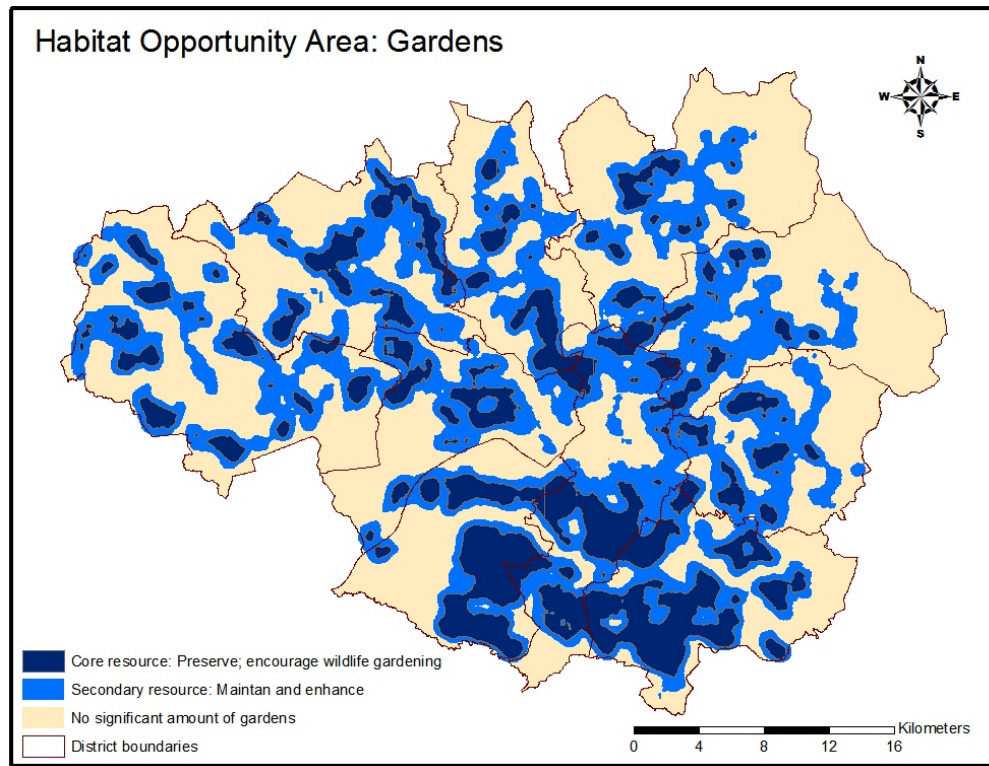 Habitat Opportunity Area: Gardens
N
W E
S
Core resource: Preserve; encourage wildlife gardening
Secondary resource: Maintan and enhance
No significant amount of gardens
District boundaries
Kilometers
0 4 8 12 16